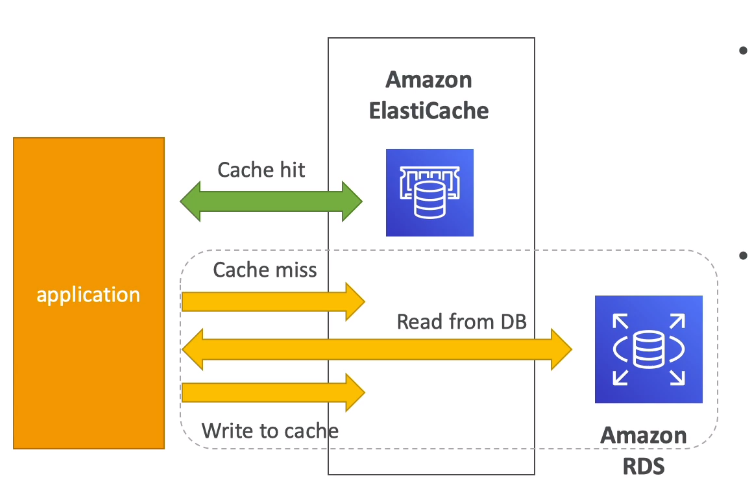 Amazon
ElastiCache
Cache hit
application
Cache miss
Read from DB
Write to cache
Amazon
RDS